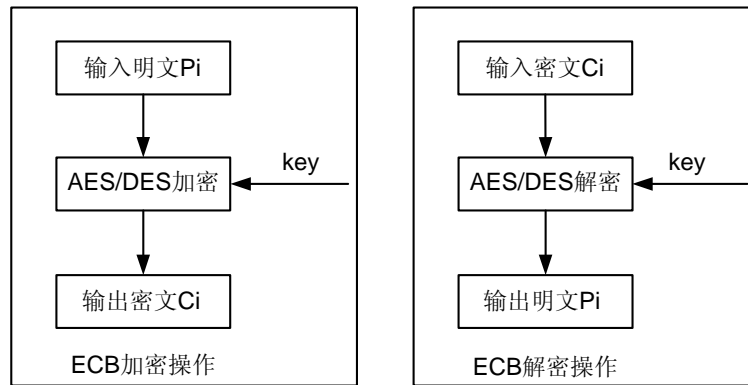 输入明文Pi
AES/DES加密
key
输出密文Ci
ECB加密操作
输入密文Ci
AES/DES解密
key
输出明文Pi
ECB解密操作